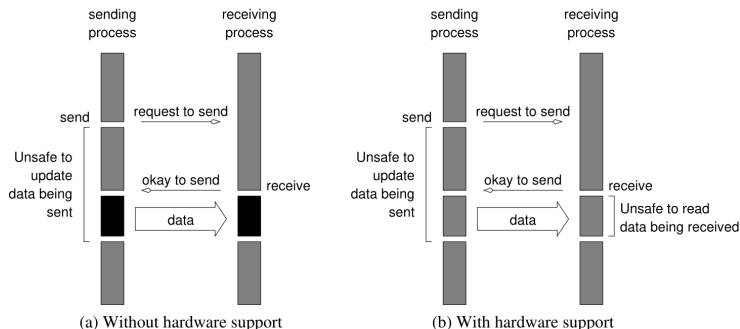 sending
process
receiving
process
send
request to send
Unsafe to
update
data being
sent
okay to send
receive
data
(a) Without hardware support
sending
process
receiving
process
send
request to send
Unsafe to
update
data being
sent
okay to send
receive
data
Unsafe to read
data being received
(b) With hardware support